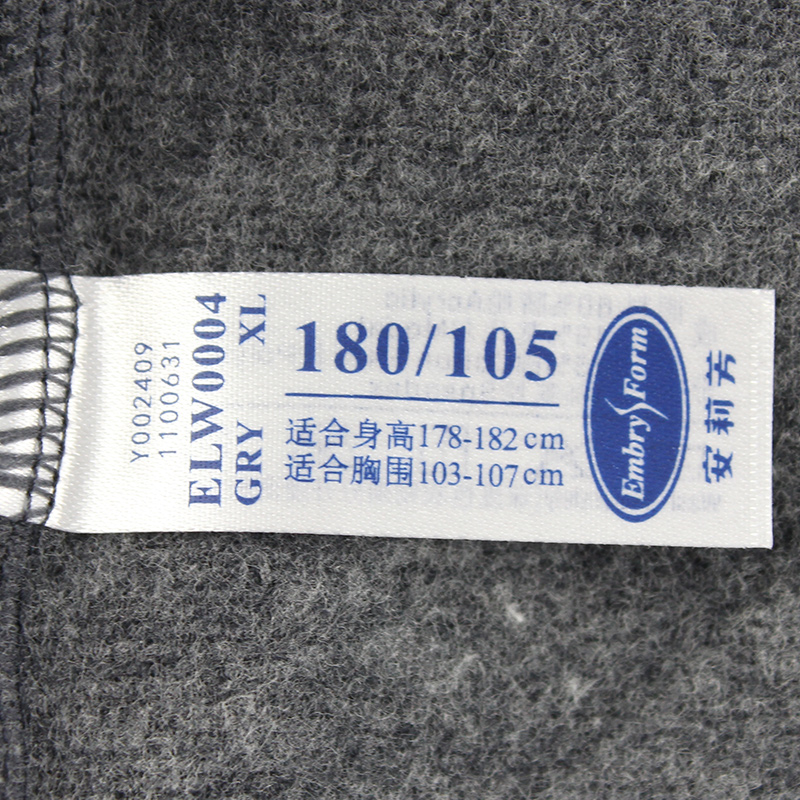 Y002409
1100631
ELW0004
GRY XL
180/105
适合身高178-182cm
适合胸围103-107cm
Embry Form
安莉芳